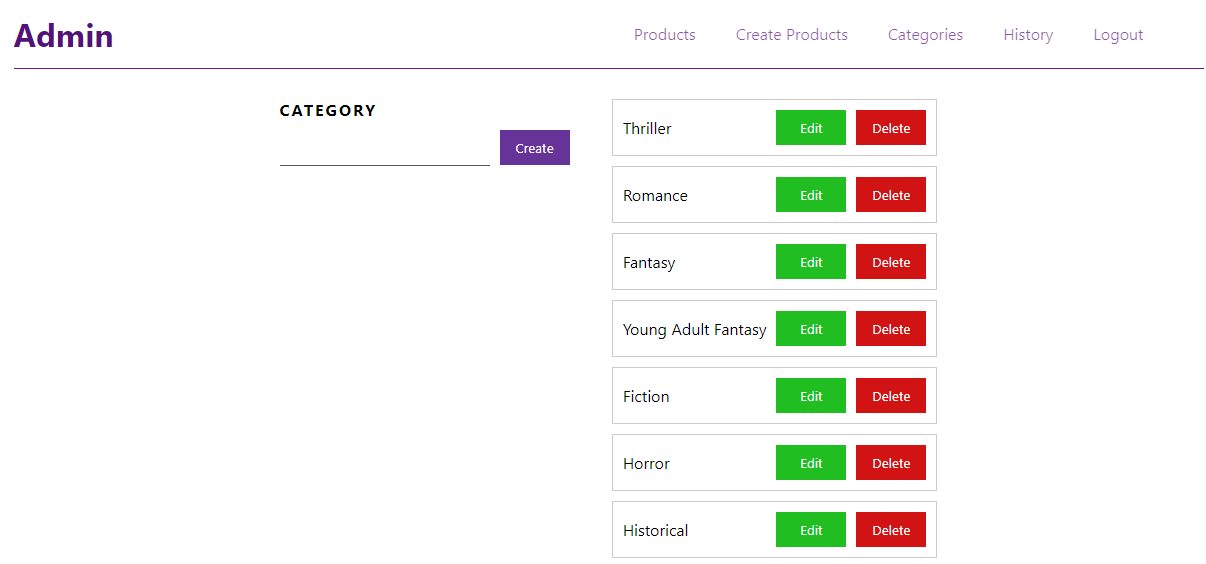 Admin
Products Create Products Categories History Logout
CATEGORY
Create
Thriller Edit Delete
Romance Edit Delete
Fantasy Edit Delete
Young Adult Fantasy Edit Delete
Fiction Edit Delete
Horror Edit Delete
Historical Edit Delete